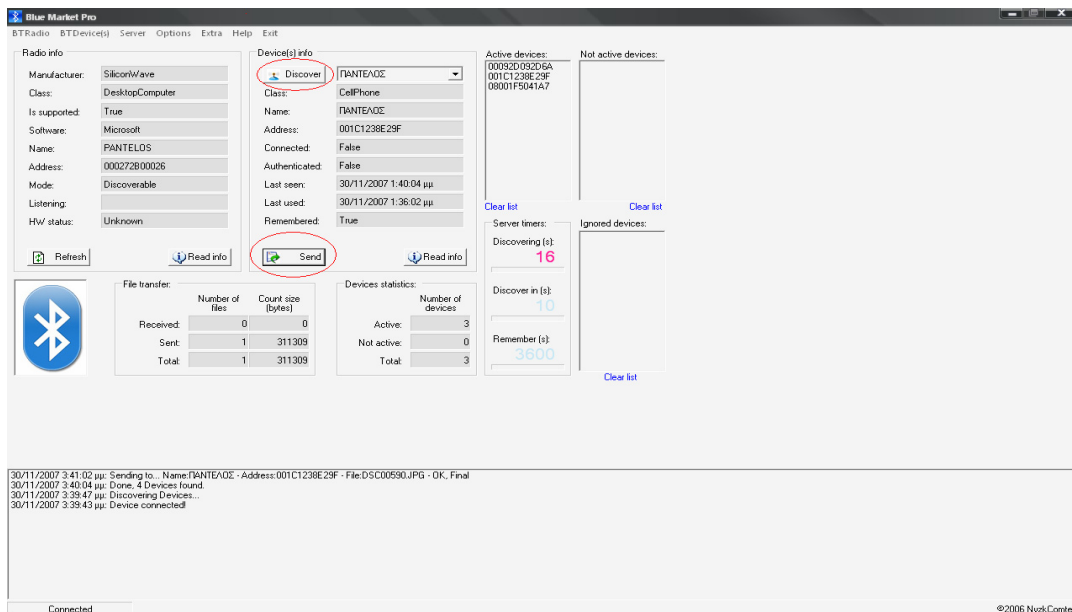 Blue Market Pro
BTRadio BTDevice(s) Server Options Extra Help Exit
Radio info
Manufacturer: SiliconWave
Class: DesktopComputer
Is supported: True
Software: Microsoft
Name: PANTELOS
Address: 000272B00026
Mode: Discoverable
Listening:
HW status: Unknown
Refresh Read info
Device(s) info
Discover ΠΑΝΤΕΛΟΣ
Class: CellPhone
Name: ΠΑΝΤΕΛΟΣ
Address: 001C1238E29F
Connected: False
Authenticated: False
Last seen: 30/11/2007 1:40:04 μμ
Last used: 30/11/2007 1:36:02 μμ
Remembered: True
Send Read info
Active devices:
00092D092D6A
001C1238E29F
08001F5041A7
Clear list
Not active devices:
Clear list
Server timers:
Discovering (s):
16
Discover in (s):
10
Remember (s):
3600
Ignored devices:
Clear list
File transfer:
Number of files Count size (bytes)
Received: 0 0
Sent: 1 311309
Total: 1 311309
Devices statistics:
Number of devices
Active: 3
Not active: 0
Total: 3
30/11/2007 3:41:02 μμ: Sending to... Name:ΠΑΝΤΕΛΟΣ - Address:001C1238E29F - File:DSC00590.JPG - OK, Final
30/11/2007 3:40:04 μμ: Done, 4 Devices found.
30/11/2007 3:39:47 μμ: Discovering Devices...
30/11/2007 3:39:43 μμ: Device connected!
Connected
©2006